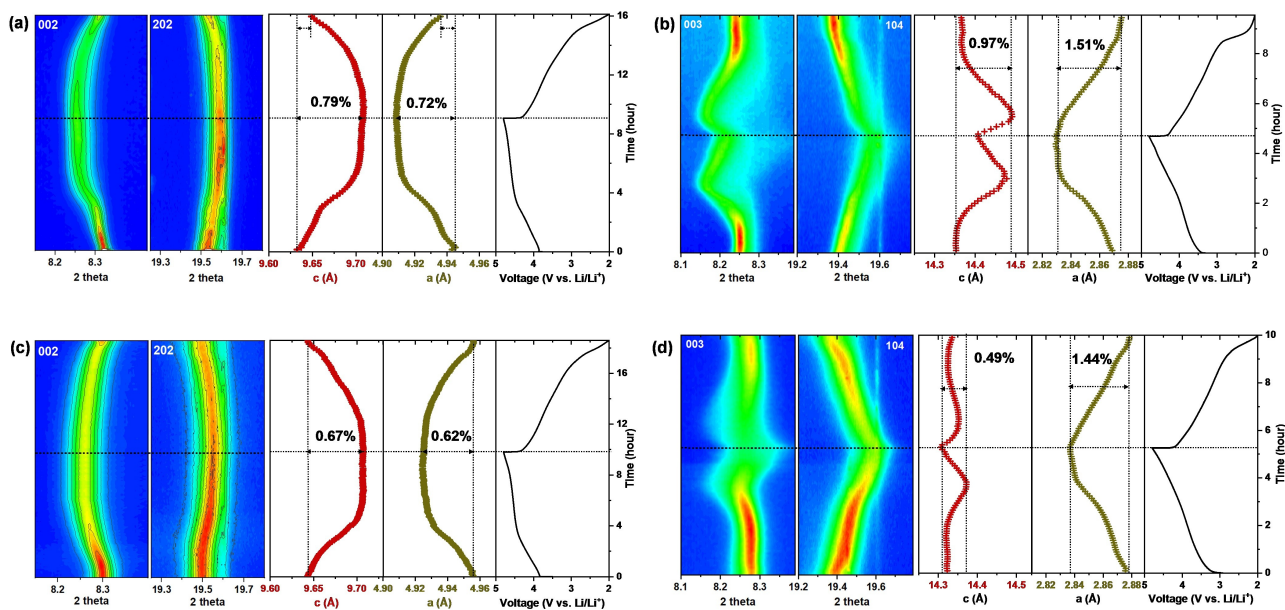 (a)
002
202
0.79%
0.72%
16
12
8
4
0
Time (hour)
8.2 8.3
2 theta
19.3 19.5 19.7
2 theta
9.60 9.65 9.70
c (Å)
4.90 4.92 4.94 4.96
a (Å)
5 4 3 2
Voltage (V vs. Li/Li+)
(b)
003
104
0.97%
1.51%
8
6
4
2
0
Time (hour)
8.1 8.2 8.3
2 theta
19.2 19.4 19.6
2 theta
14.3 14.4 14.5
c (Å)
2.82 2.84 2.86 2.88
a (Å)
5 4 3 2
Voltage (V vs. Li/Li+)
(c)
002
202
0.67%
0.62%
16
12
8
4
0
Time (hour)
8.2 8.3
2 theta
19.3 19.5 19.7
2 theta
9.60 9.65 9.70
c (Å)
4.90 4.92 4.94 4.96
a (Å)
5 4 3 2
Voltage (V vs. Li/Li+)
(d)
003
104
0.49%
1.44%
10
8
6
4
2
0
Time (hour)
8.1 8.2 8.3
2 theta
19.2 19.4 19.6
2 theta
14.3 14.4 14.5
c (Å)
2.82 2.84 2.86 2.88
a (Å)
5 4 3 2
Voltage (V vs. Li/Li+)